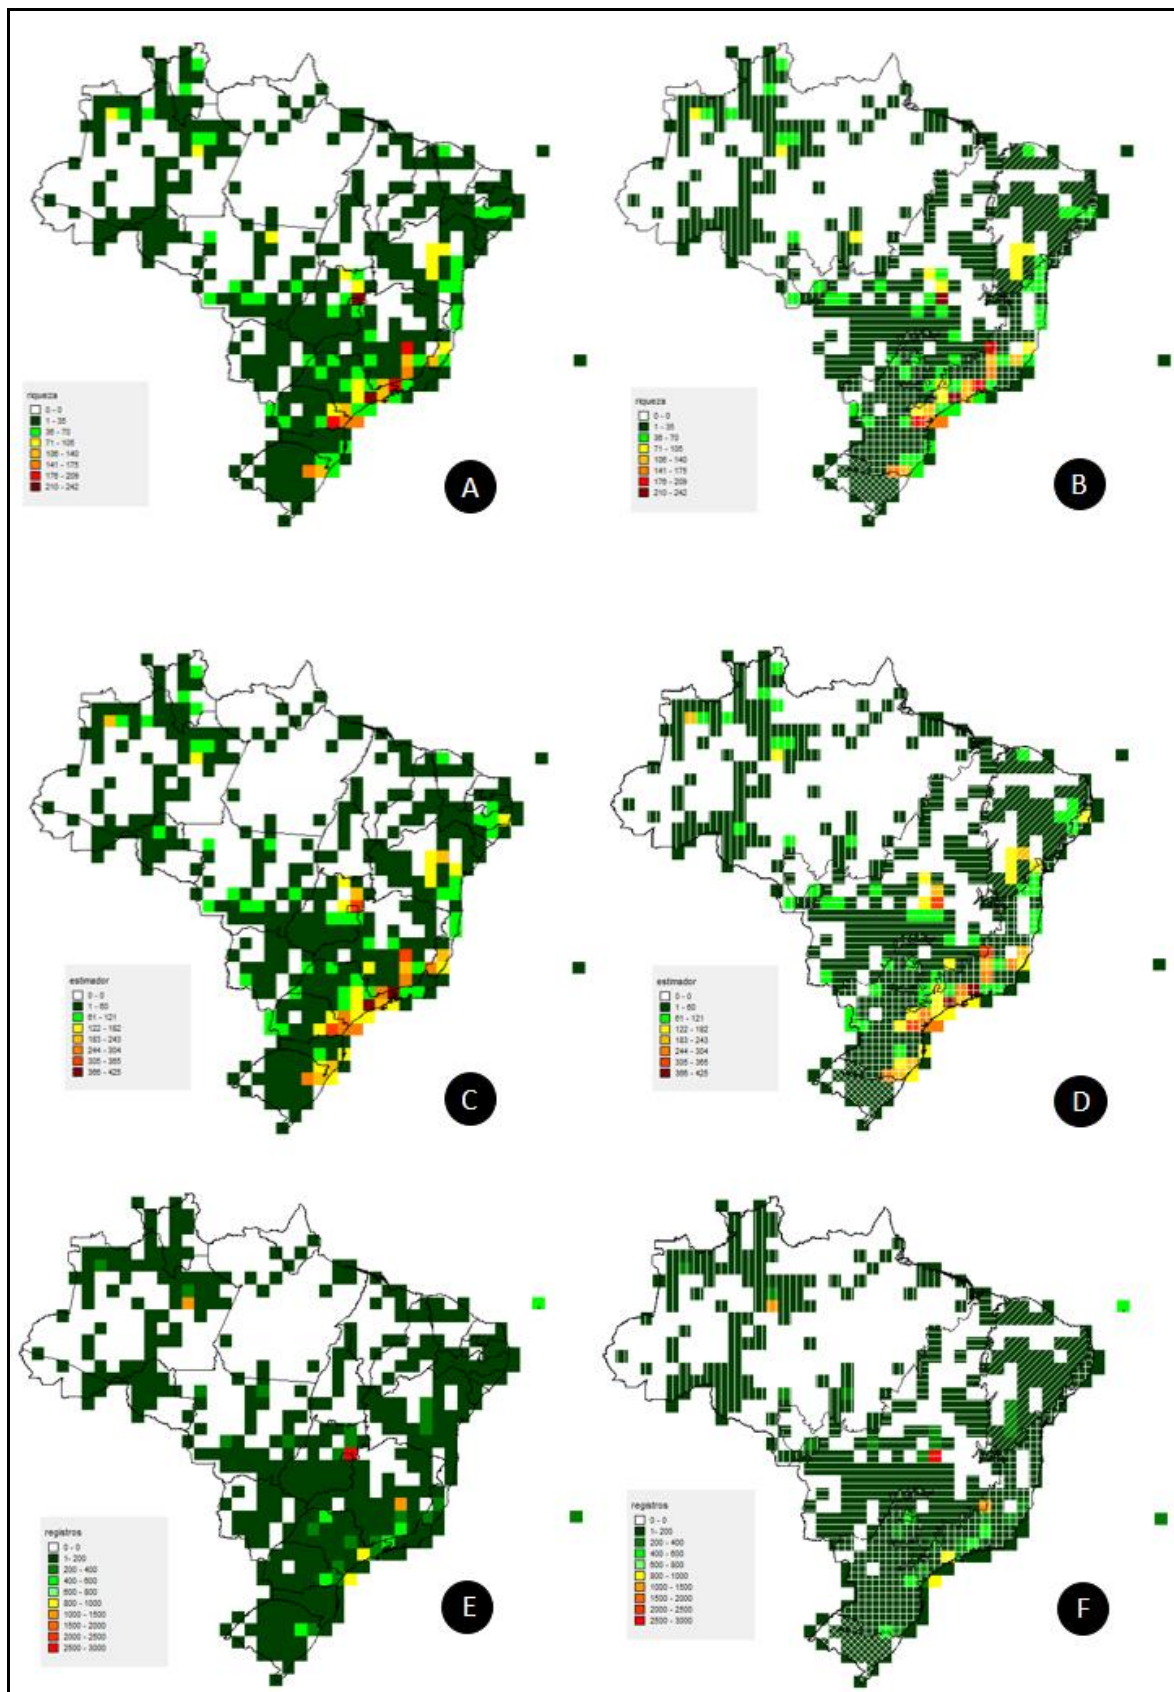 riqueza
0 - 0
1 - 35
36 - 70
71 - 105
106 - 140
141 - 175
176 - 209
210 - 242
A
riqueza
0 - 0
1 - 35
36 - 70
71 - 105
106 - 140
141 - 175
176 - 209
210 - 242
B
estimador
0 - 0
1 - 60
61 - 121
122 - 182
183 - 243
244 - 304
305 - 365
366 - 425
C
estimador
0 - 0
1 - 60
61 - 121
122 - 182
183 - 243
244 - 304
305 - 365
366 - 425
D
registros
0 - 0
1- 200
200 - 400
400 - 600
600 - 800
800 - 1000
1000 - 1500
1500 - 2000
2000 - 2500
2500 - 3000
E
registros
0 - 0
1- 200
200 - 400
400 - 600
600 - 800
800 - 1000
1000 - 1500
1500 - 2000
2000 - 2500
2500 - 3000
F